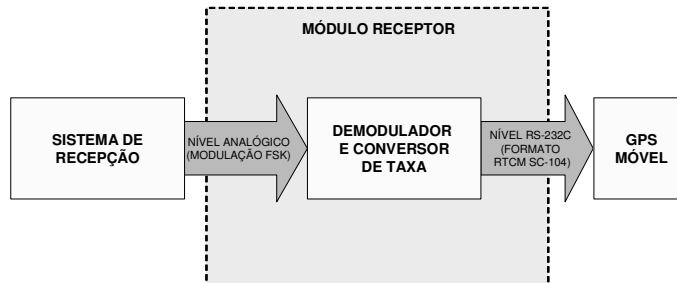 MÓDULO RECEPTOR
SISTEMA DE
RECEPÇÃO
NÍVEL ANALÓGICO
(MODULAÇÃO FSK)
DEMODULADOR
E CONVERSOR
DE TAXA
NÍVEL RS-232C
(FORMATO
RTCM SC-104)
GPS
MÓVEL